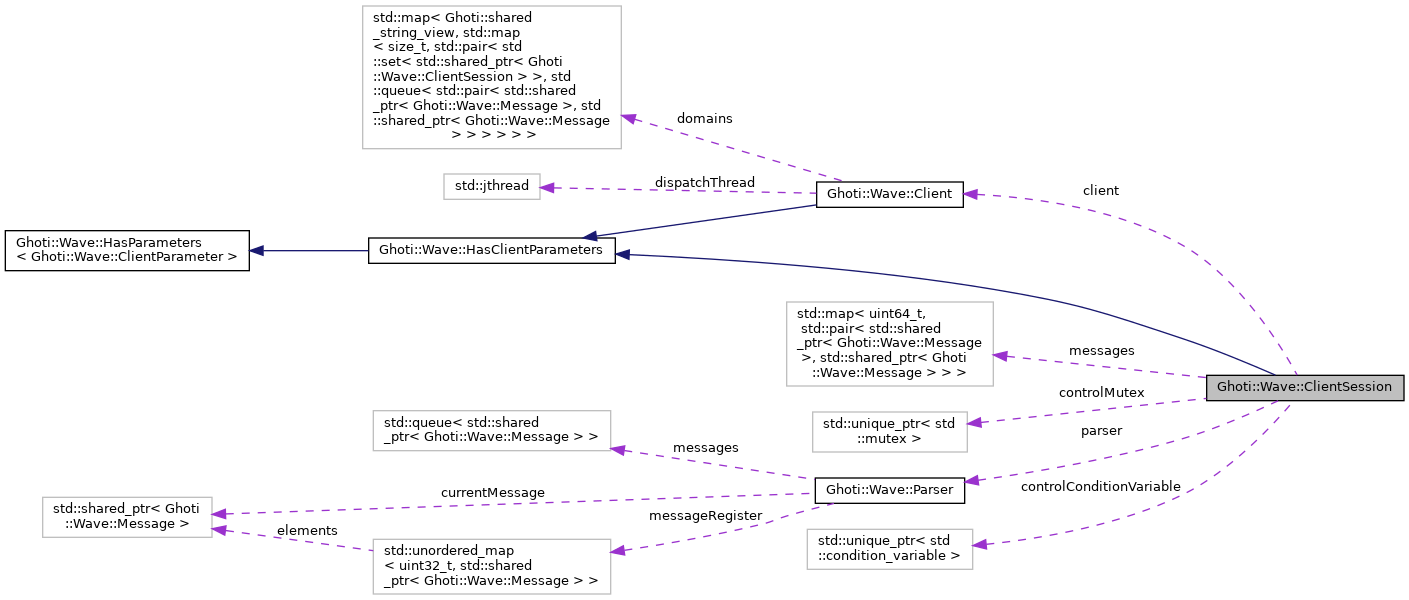 std::map< Ghoti::shared
_string_view, std::map
< size_t, std::pair< std
::set< std::shared_ptr< Ghoti
::Wave::ClientSession > >, std
::queue< std::pair< std::shared
_ptr< Ghoti::Wave::Message >, std
::shared_ptr< Ghoti::Wave::Message
> > > > > >
domains
std::jthread
dispatchThread
Ghoti::Wave::Client
client
Ghoti::Wave::HasParameters
< Ghoti::Wave::ClientParameter >
Ghoti::Wave::HasClientParameters
std::map< uint64_t,
std::pair< std::shared
_ptr< Ghoti::Wave::Message
>, std::shared_ptr< Ghoti
::Wave::Message > > >
messages
Ghoti::Wave::ClientSession
controlMutex
std::unique_ptr< std
::mutex >
parser
std::queue< std::shared
_ptr< Ghoti::Wave::Message > >
messages
Ghoti::Wave::Parser
controlConditionVariable
currentMessage
std::shared_ptr< Ghoti
::Wave::Message >
messageRegister
elements
std::unordered_map
< uint32_t, std::shared
_ptr< Ghoti::Wave::Message > >
std::unique_ptr< std
::condition_variable >